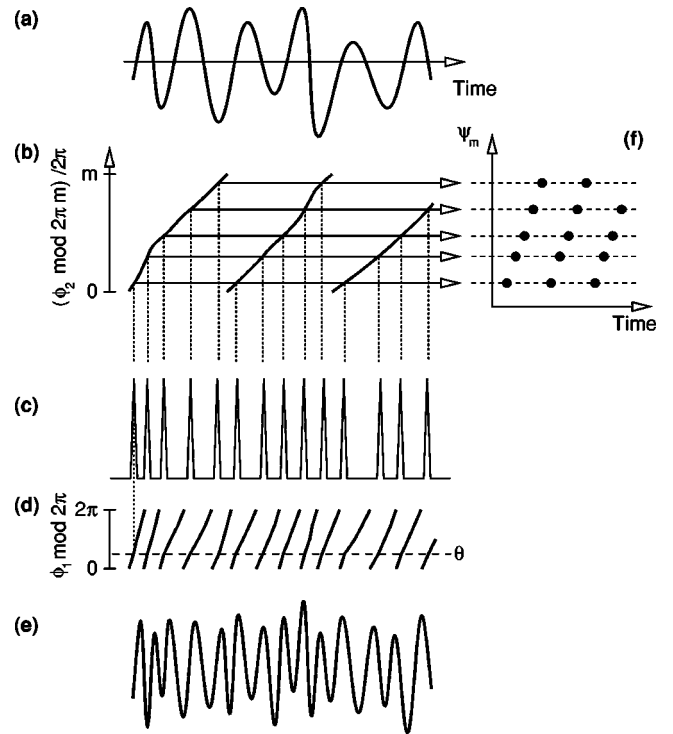 (a)
Time
(b)
(ϕ₂ mod 2π m) /2π
m
0
ψₘ
(f)
Time
(c)
(d)
ϕ₁ mod 2π
2π
0
θ
(e)